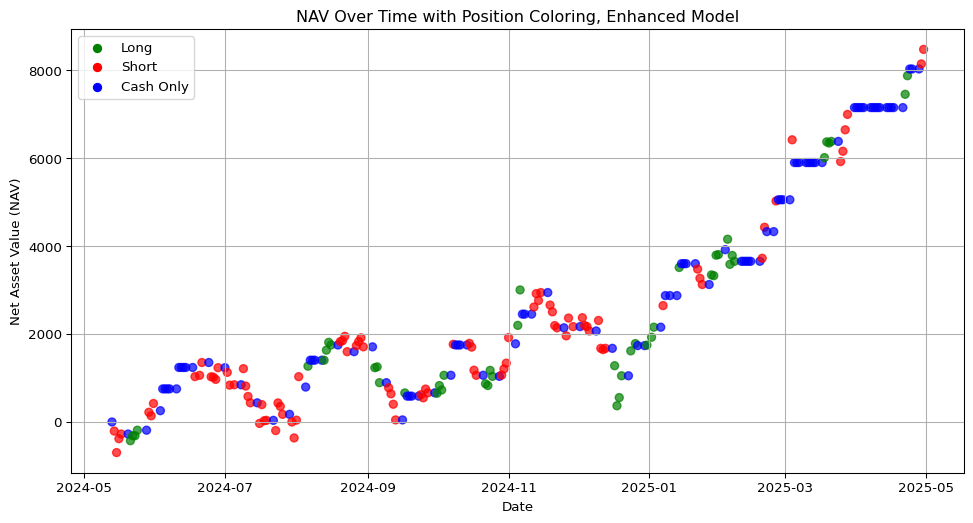 NAV Over Time with Position Coloring, Enhanced Model
Long
Short
Cash Only
Net Asset Value (NAV)
8000
6000
4000
2000
0
2024-05
2024-07
2024-09
2024-11
2025-01
2025-03
2025-05
Date